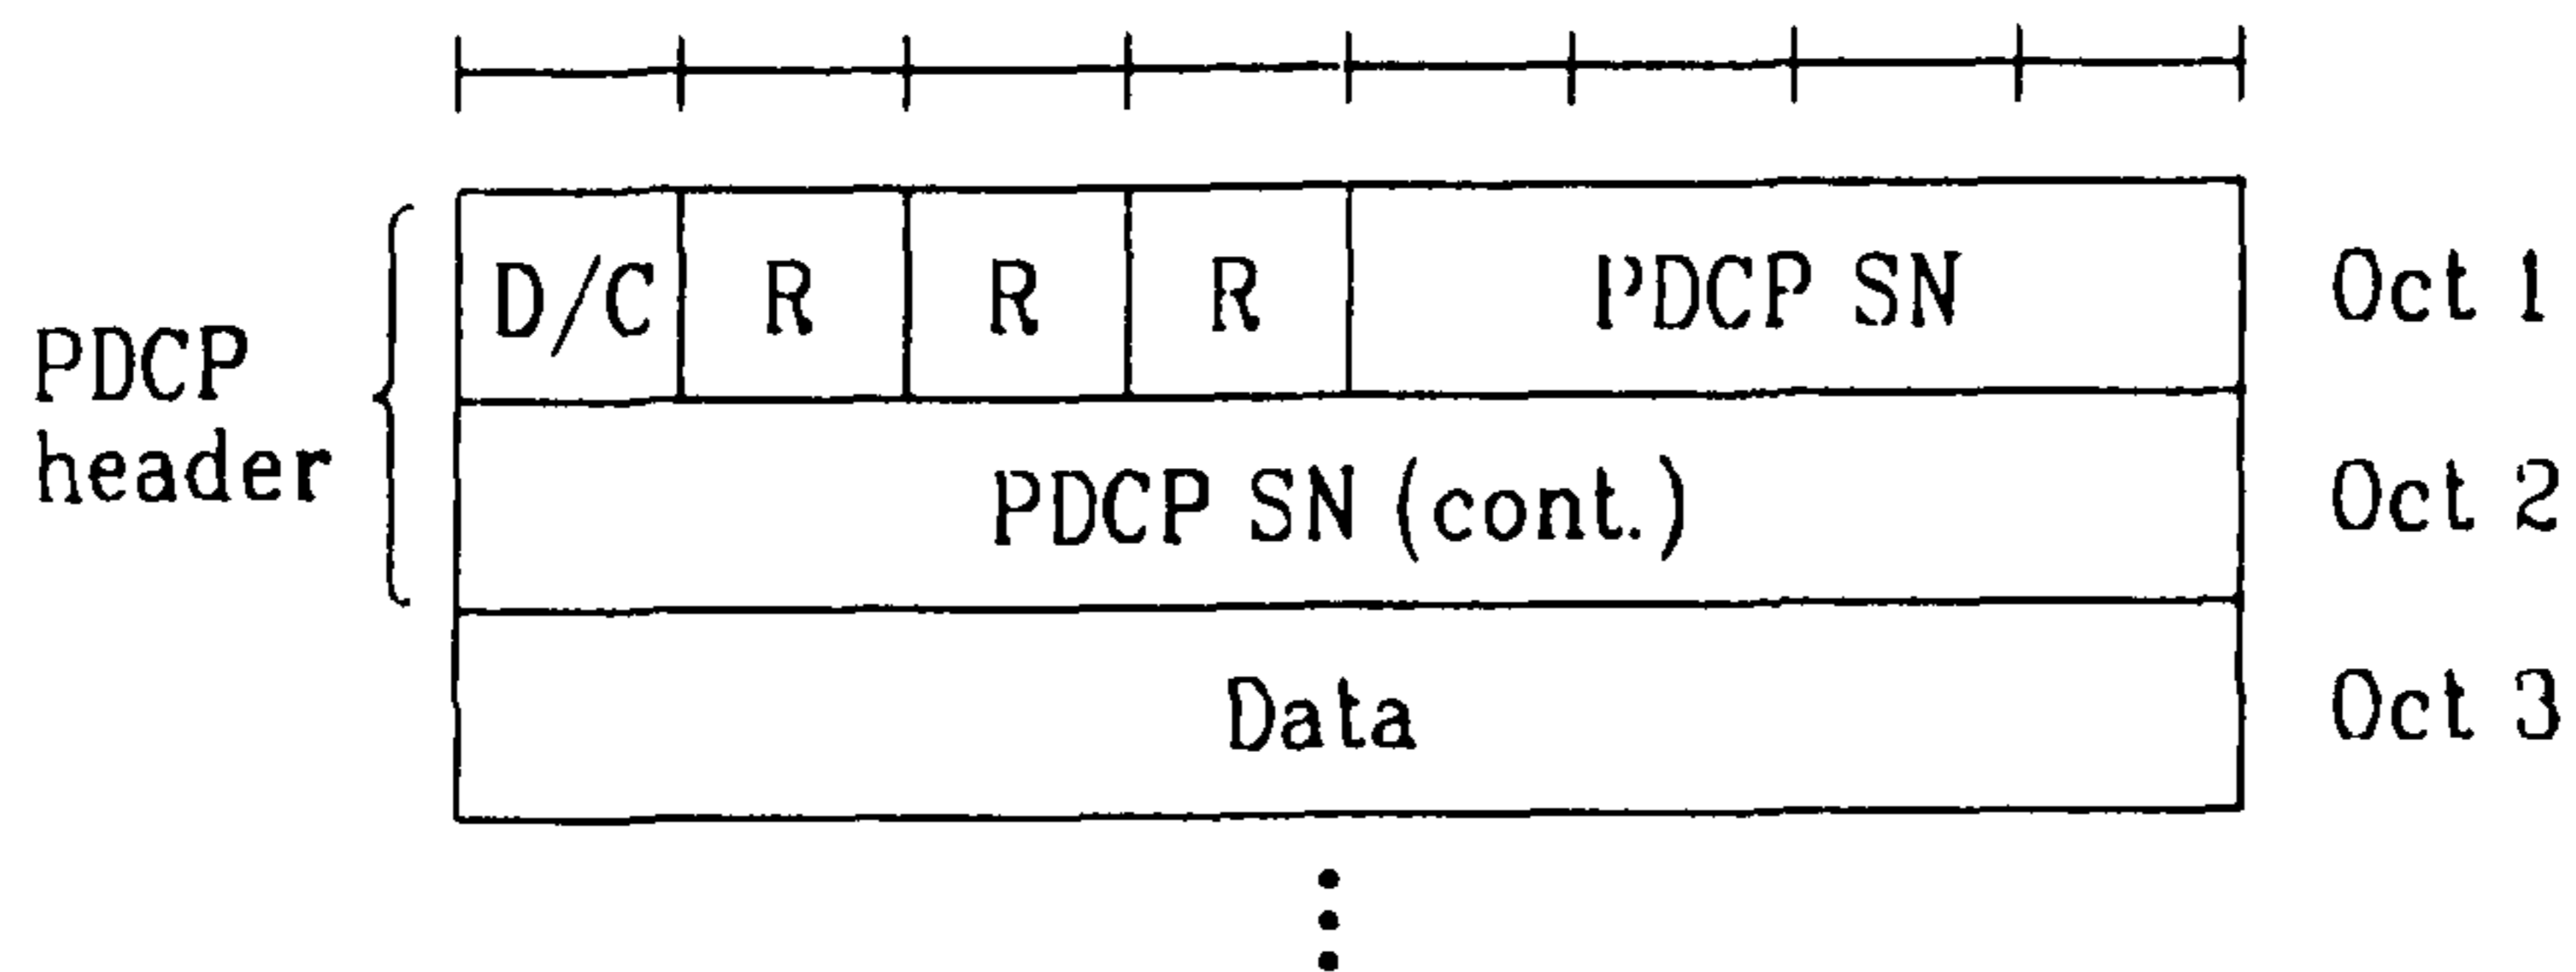 D/C R R R PDCP SN Oct 1
PDCP
header
PDCP SN (cont.) Oct 2
Data Oct 3